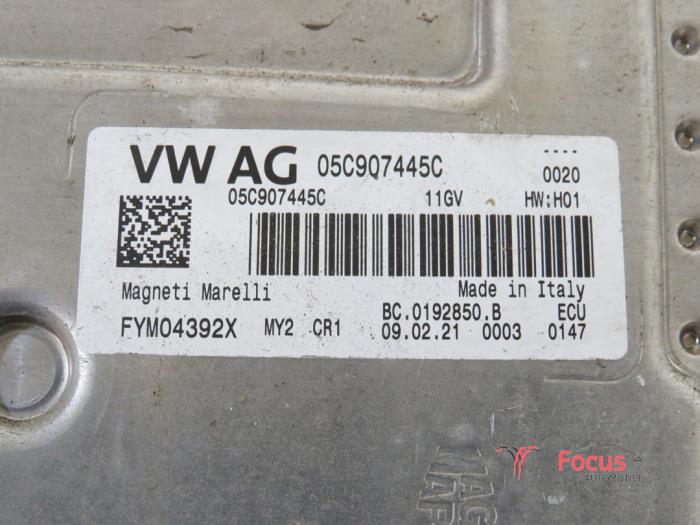 VW AG 05C907445C ----
0020
05C907445C 11GV HW:H01
Magneti Marelli Made in Italy
BC.0192850.B ECU
FYM04392X MY2 CR1 09.02.21 0003 0147
Focus
AUTOMOTIVE